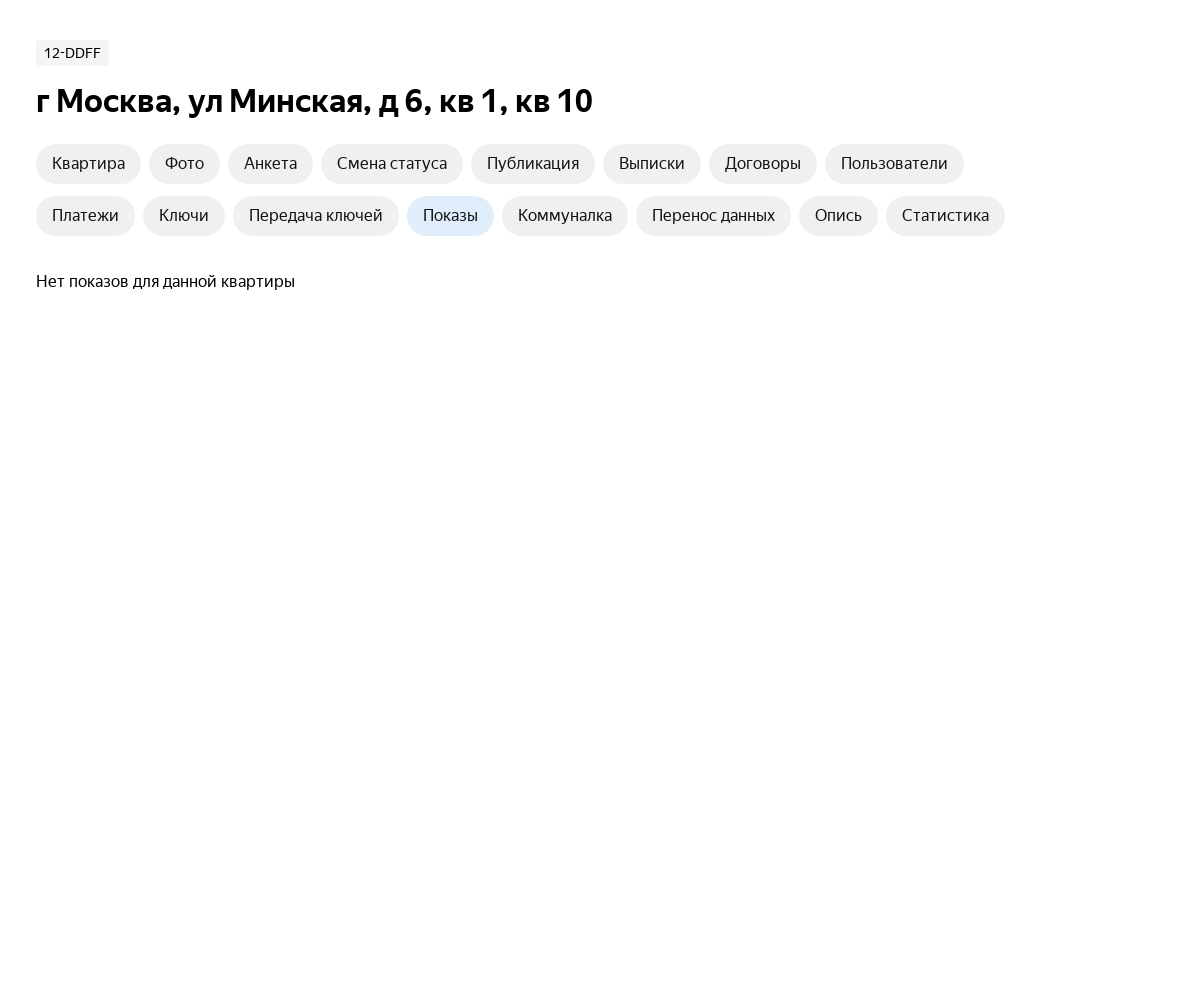 12-DDFF
г Москва, ул Минская, д 6, кв 1, кв 10
Квартира Фото Анкета Смена статуса Публикация Выписки Договоры Пользователи
Платежи Ключи Передача ключей Показы Коммуналка Перенос данных Опись Статистика
Нет показов для данной квартиры